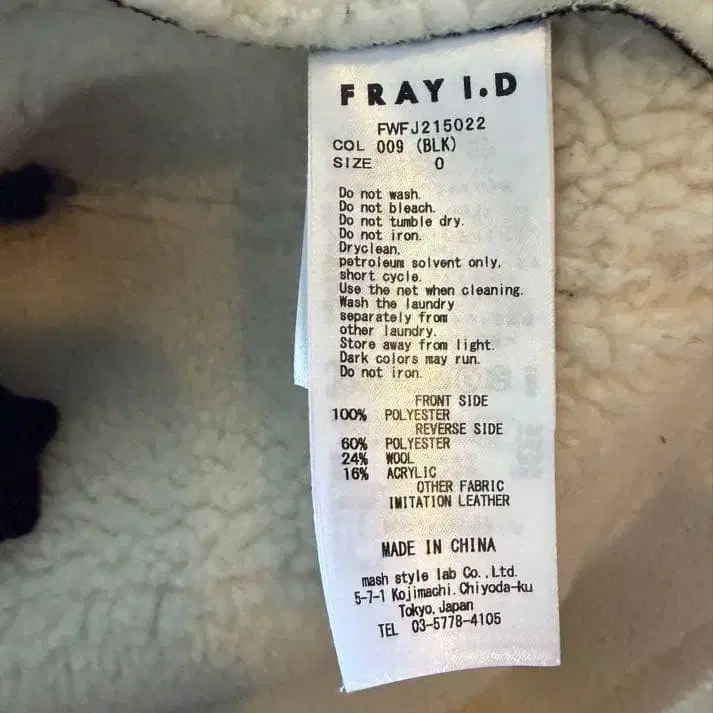 FRAY I.D
FWFJ215022
COL 009 (BLK)
SIZE 0
Do not wash.
Do not bleach.
Do not tumble dry.
Do not iron.
Dryclean,
petroleum solvent only.
short cycle.
Use the net when cleaning.
Wash the laundry
separately from
other laundry.
Store away from light.
Dark colors may run.
Do not iron.
FRONT SIDE
100% POLYESTER
REVERSE SIDE
60% POLYESTER
24% WOOL
16% ACRYLIC
OTHER FABRIC
IMITATION LEATHER
MADE IN CHINA
mash style lab Co.,Ltd.
5-7-1 Kojimachi, Chiyoda-ku
Tokyo, Japan
TEL 03-5778-4105